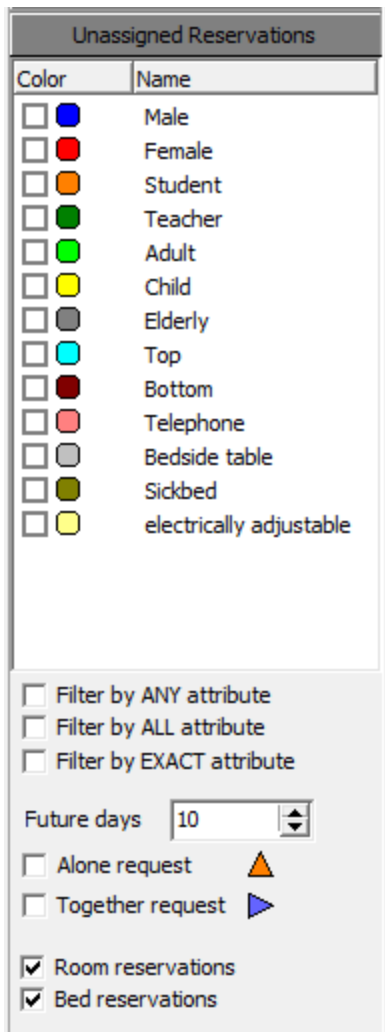 Unassigned Reservations
Color Name
Male
Female
Student
Teacher
Adult
Child
Elderly
Top
Bottom
Telephone
Bedside table
Sickbed
electrically adjustable
Filter by ANY attribute
Filter by ALL attribute
Filter by EXACT attribute
Future days 10
Alone request
Together request
Room reservations
Bed reservations